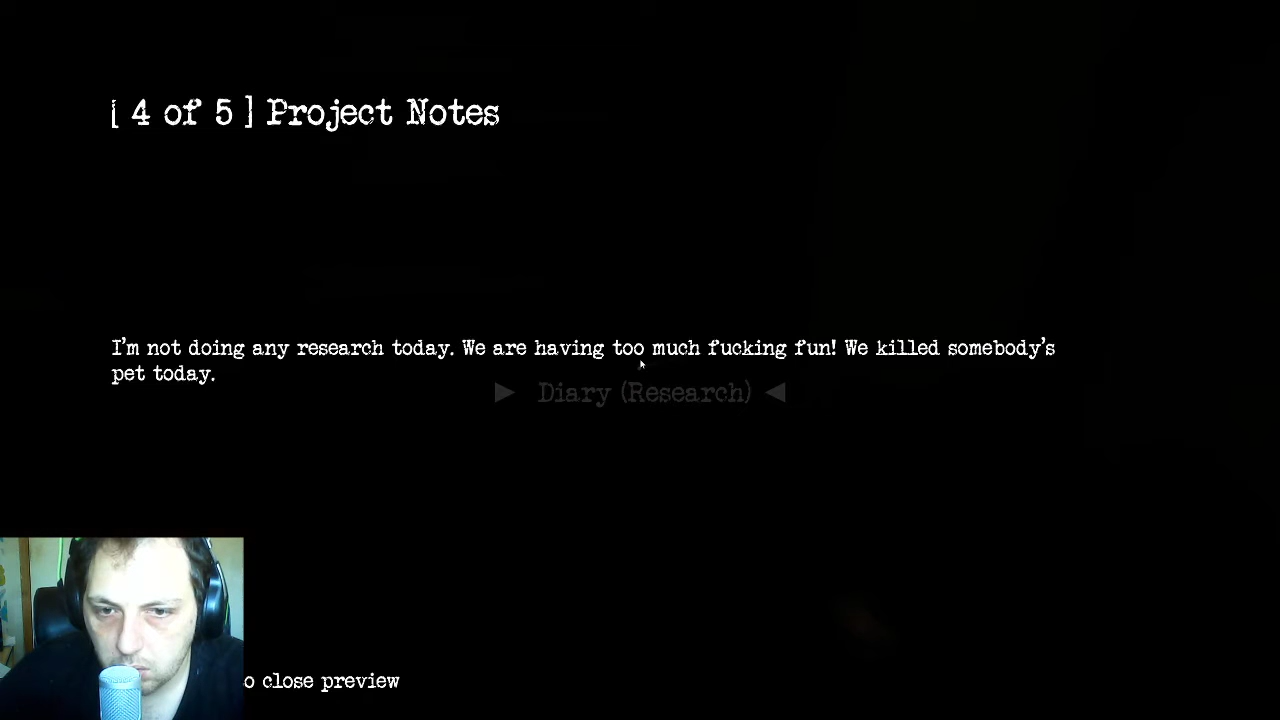 [ 4 of 5 ] Project Notes
I'm not doing any research today. We are having too much fucking fun! We killed somebody's
pet today.
► Diary (Research) ◄
o close preview